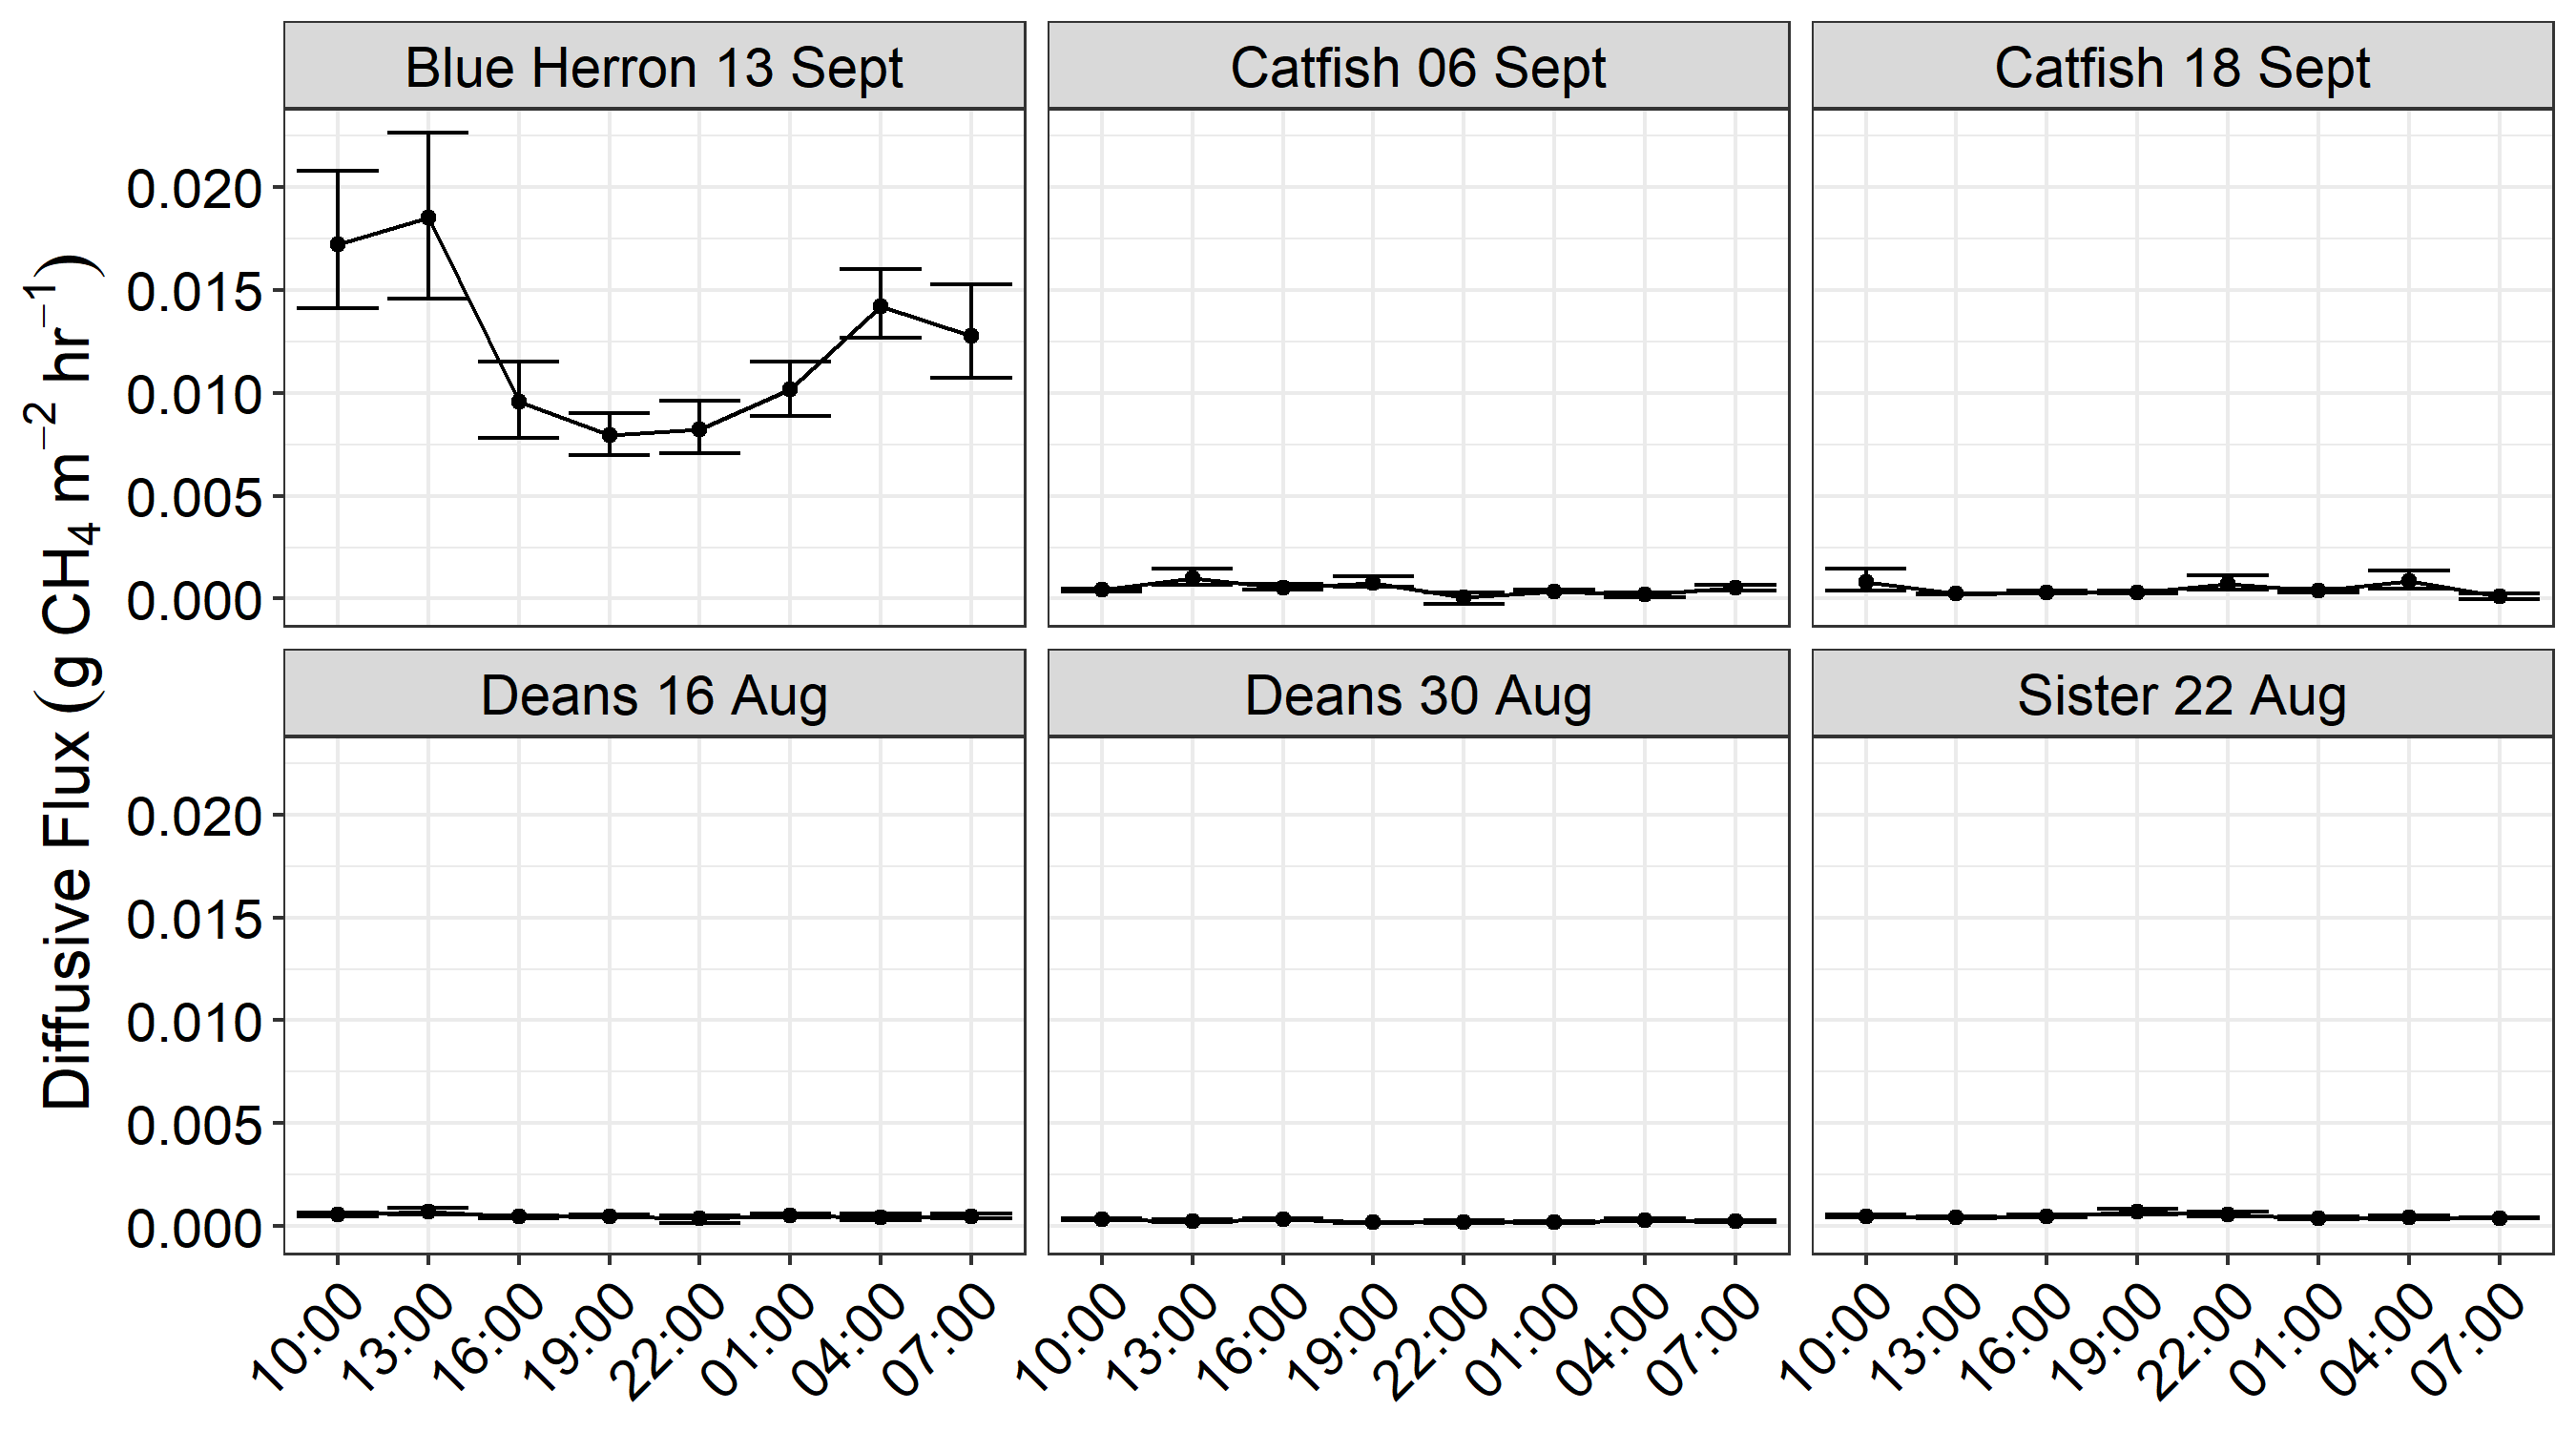 Blue Herron 13 Sept
Catfish 06 Sept
Catfish 18 Sept
Diffusive Flux (g CH₄ m⁻² hr⁻¹)
0.020
0.015
0.010
0.005
0.000
Deans 16 Aug
Deans 30 Aug
Sister 22 Aug
0.020
0.015
0.010
0.005
0.000
10:00 13:00 16:00 19:00 22:00 01:00 04:00 07:00
10:00 13:00 16:00 19:00 22:00 01:00 04:00 07:00
10:00 13:00 16:00 19:00 22:00 01:00 04:00 07:00